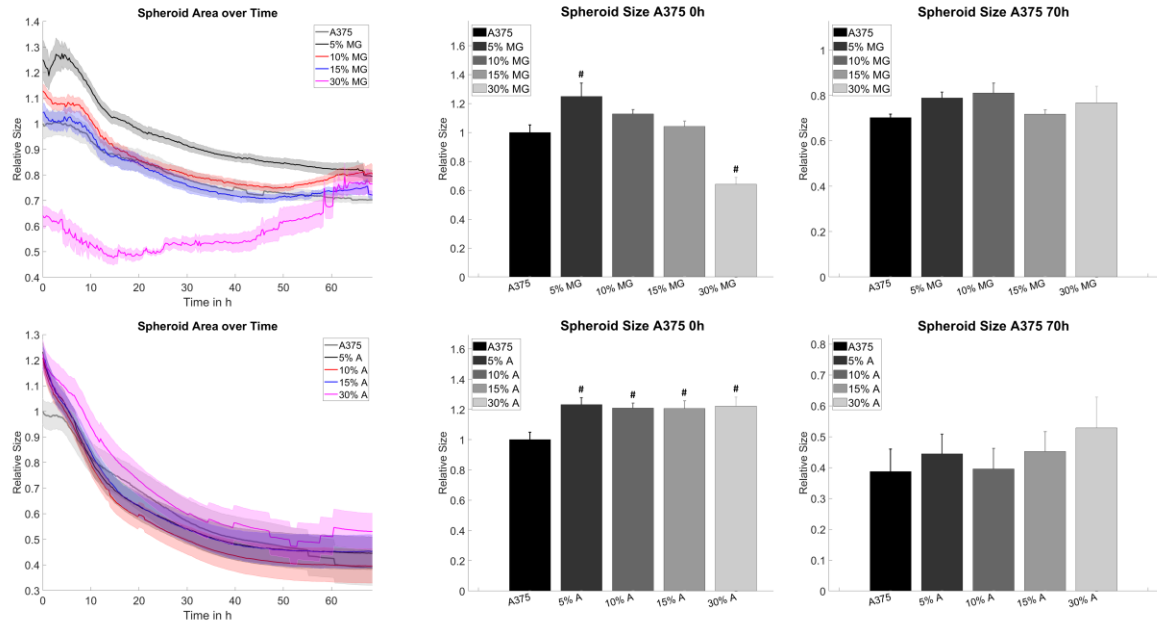 Spheroid Area over Time
A375
5% MG
10% MG
15% MG
30% MG
1.4
1.3
1.2
1.1
1
0.9
0.8
0.7
0.6
0.5
0.4
Relative Size
0 10 20 30 40 50 60
Time in h
Spheroid Size A375 0h
A375
5% MG
10% MG
15% MG
30% MG
1.6
1.4
1.2
1
0.8
0.6
0.4
0.2
0
Relative Size
# #
A375 5% MG 10% MG 15% MG 30% MG
Spheroid Size A375 70h
A375
5% MG
10% MG
15% MG
30% MG
1
0.8
0.6
0.4
0.2
0
Relative Size
A375 5% MG 10% MG 15% MG 30% MG
Spheroid Area over Time
A375
5% A
10% A
15% A
30% A
1.3
1.2
1.1
1
0.9
0.8
0.7
0.6
0.5
0.4
0.3
Relative Size
0 10 20 30 40 50 60
Time in h
Spheroid Size A375 0h
A375
5% A
10% A
15% A
30% A
1.6
1.4
1.2
1
0.8
0.6
0.4
0.2
0
Relative Size
# # # #
A375 5% A 10% A 15% A 30% A
Spheroid Size A375 70h
A375
5% A
10% A
15% A
30% A
0.8
0.7
0.6
0.5
0.4
0.3
0.2
0.1
0
Relative Size
A375 5% A 10% A 15% A 30% A